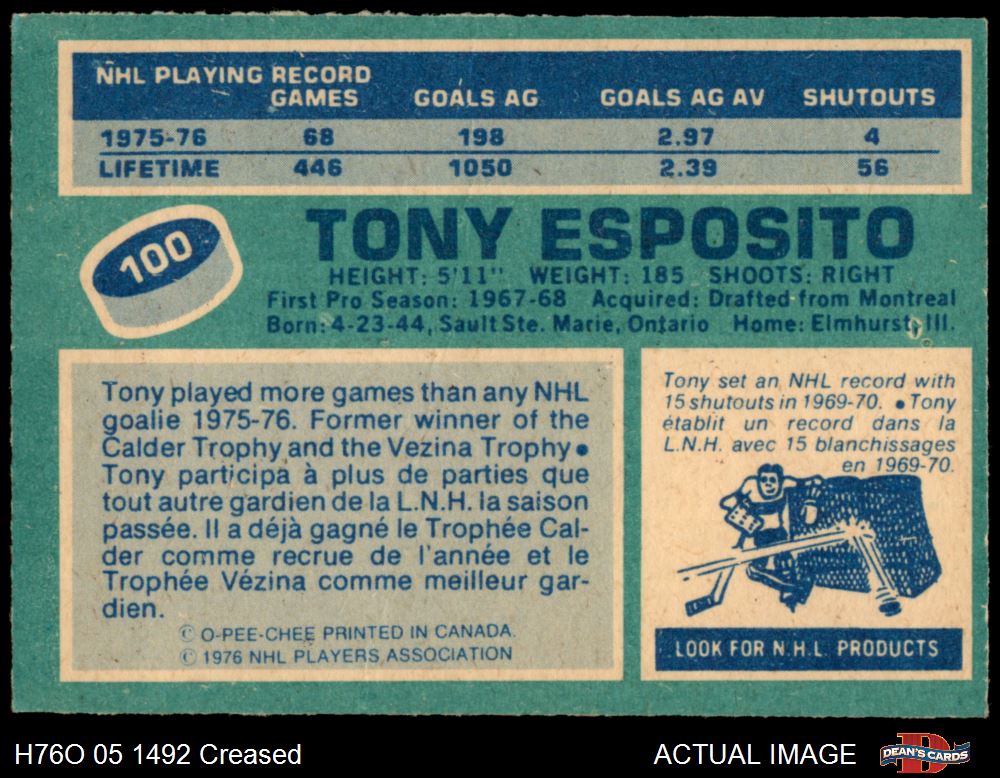 NHL PLAYING RECORD
GAMES GOALS AG GOALS AG AV SHUTOUTS
1975-76 68 198 2.97 4
LIFETIME 446 1050 2.39 56
100
TONY ESPOSITO
HEIGHT: 5'11" WEIGHT: 185 SHOOTS: RIGHT
First Pro Season: 1967-68 Acquired: Drafted from Montreal
Born: 4-23-44, Sault Ste. Marie, Ontario Home: Elmhurst, Ill.
Tony played more games than any NHL
goalie 1975-76. Former winner of the
Calder Trophy and the Vezina Trophy •
Tony participa à plus de parties que
tout autre gardien de la L.N.H. la saison
passée. Il a déjà gagné le Trophée Cal-
der comme recrue de l'année et le
Trophée Vézina comme meilleur gar-
dien.
© O-PEE-CHEE PRINTED IN CANADA.
© 1976 NHL PLAYERS ASSOCIATION
Tony set an NHL record with
15 shutouts in 1969-70. • Tony
établit un record dans la
L.N.H. avec 15 blanchissages
en 1969-70.
LOOK FOR N.H.L. PRODUCTS
H76O 05 1492 Creased
ACTUAL IMAGE
D
DEAN'S CARDS